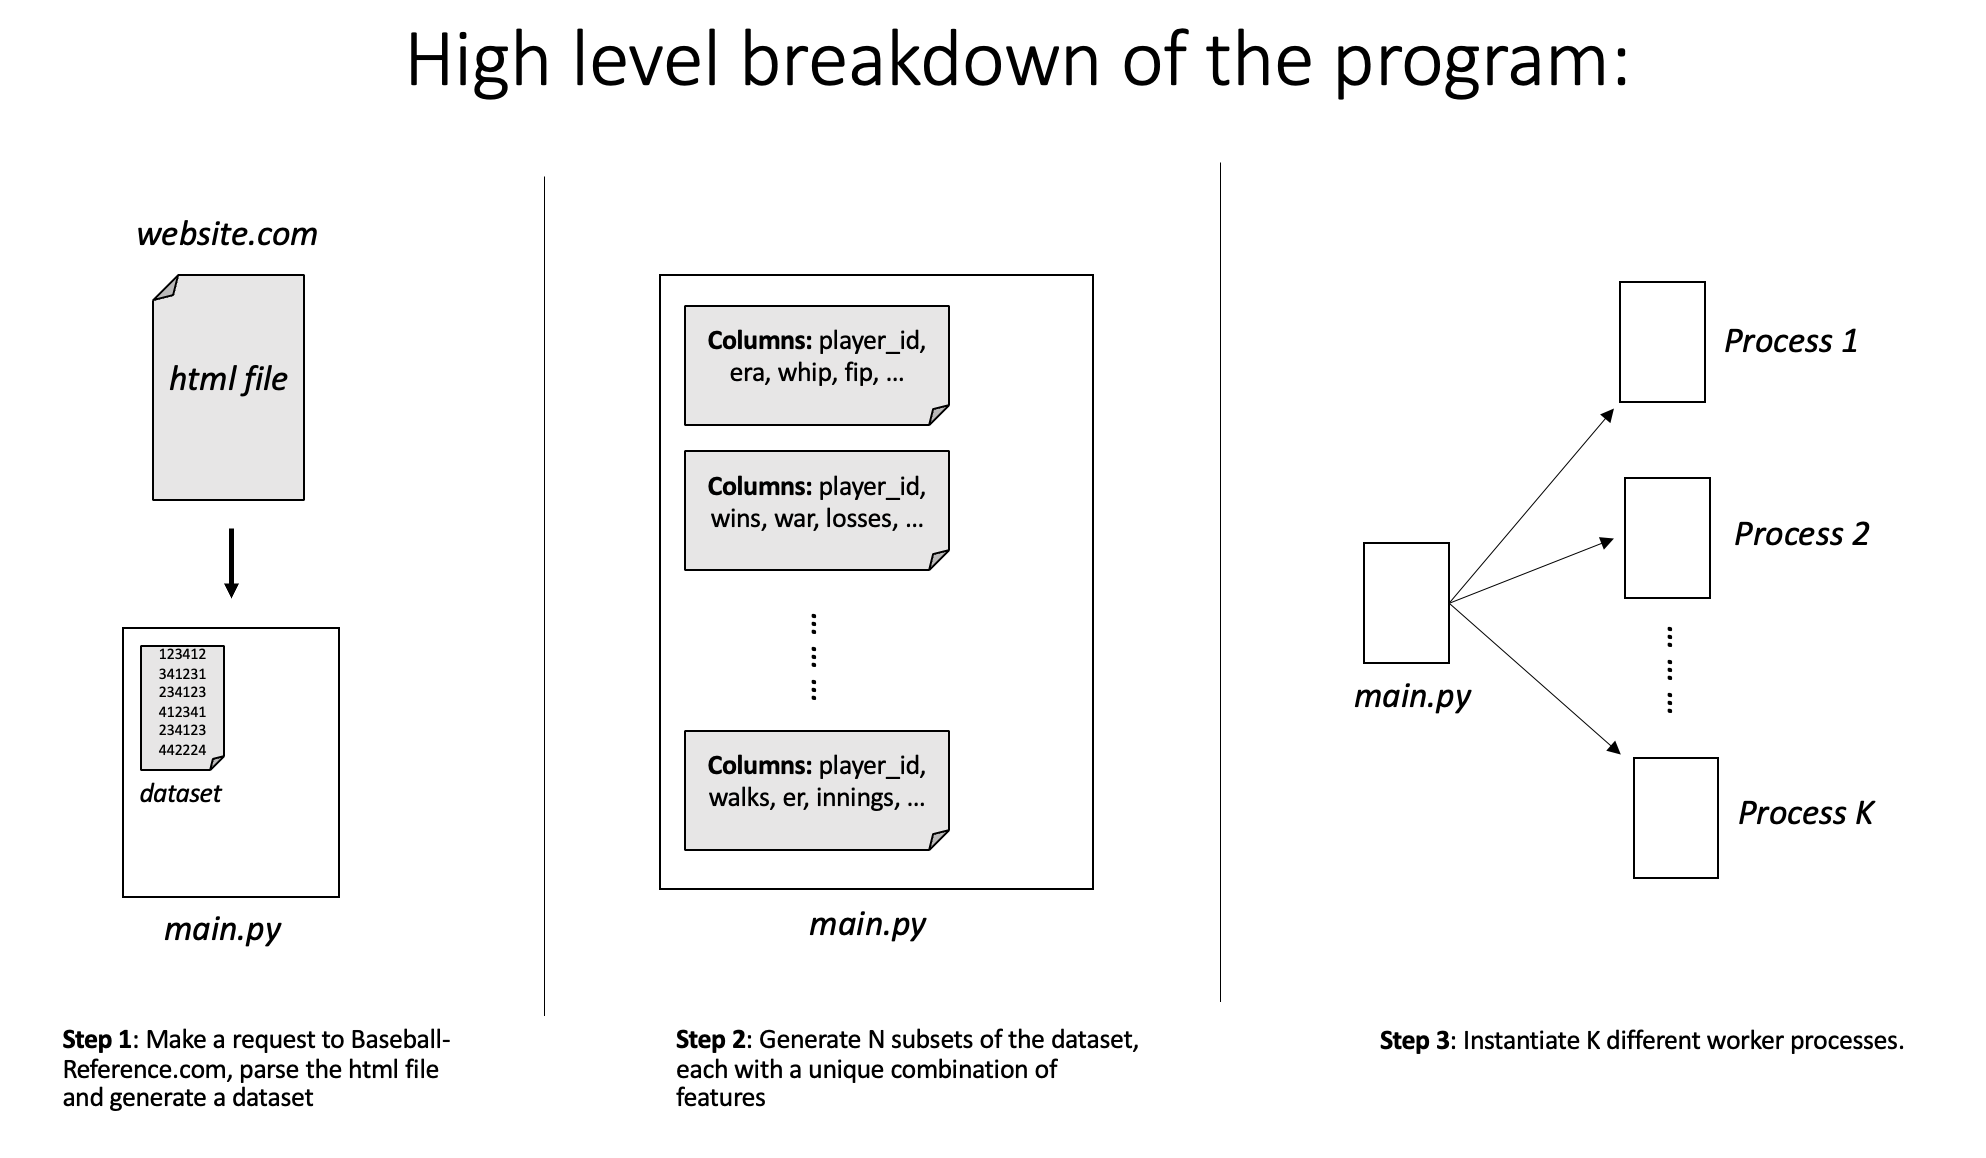 High level breakdown of the program:
website.com
html file
123412
341231
234123
412341
234123
442224
dataset
main.py
Step 1: Make a request to Baseball-
Reference.com, parse the html file
and generate a dataset
Columns: player_id,
era, whip, fip, ...
Columns: player_id,
wins, war, losses, ...
Columns: player_id,
walks, er, innings, ...
main.py
Step 2: Generate N subsets of the dataset,
each with a unique combination of
features
Process 1
Process 2
main.py
Process K
Step 3: Instantiate K different worker processes.